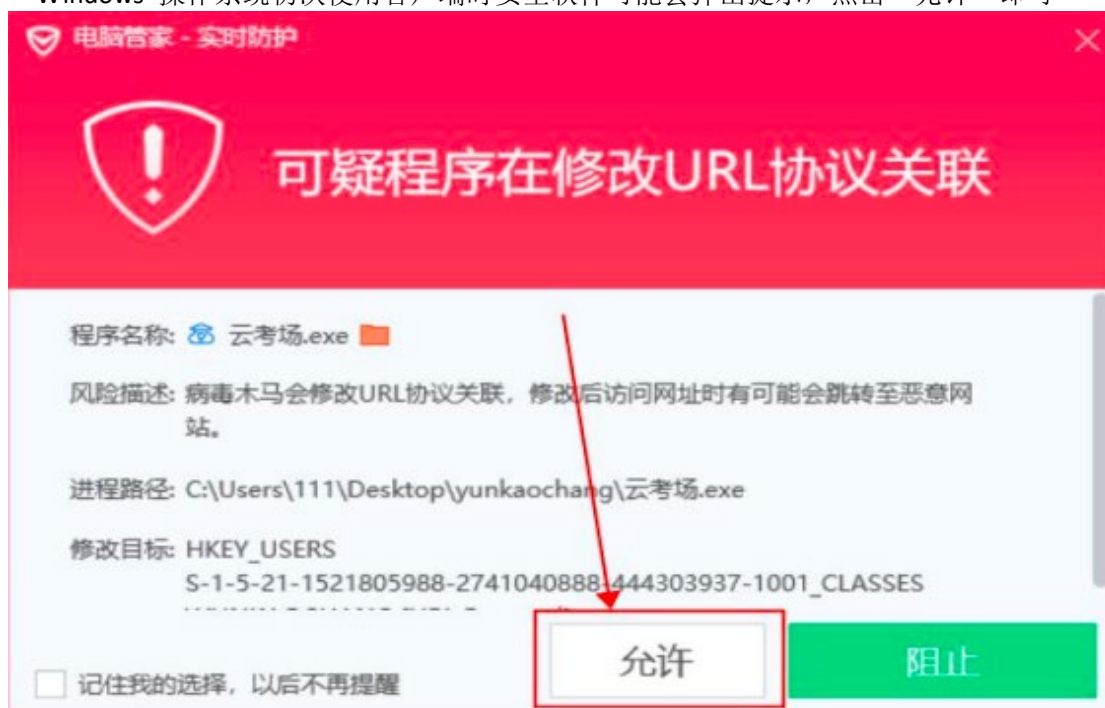 电脑管家 - 实时防护
可疑程序在修改URL协议关联
程序名称: 云考场.exe
风险描述: 病毒木马会修改URL协议关联，修改后访问网址时有可能会跳转至恶意网
站。
进程路径: C:\Users\111\Desktop\yunkaochang\云考场.exe
修改目标: HKEY_USERS
S-1-5-21-1521805988-2741040888-444303937-1001_CLASSES
记住我的选择，以后不再提醒
允许
阻止